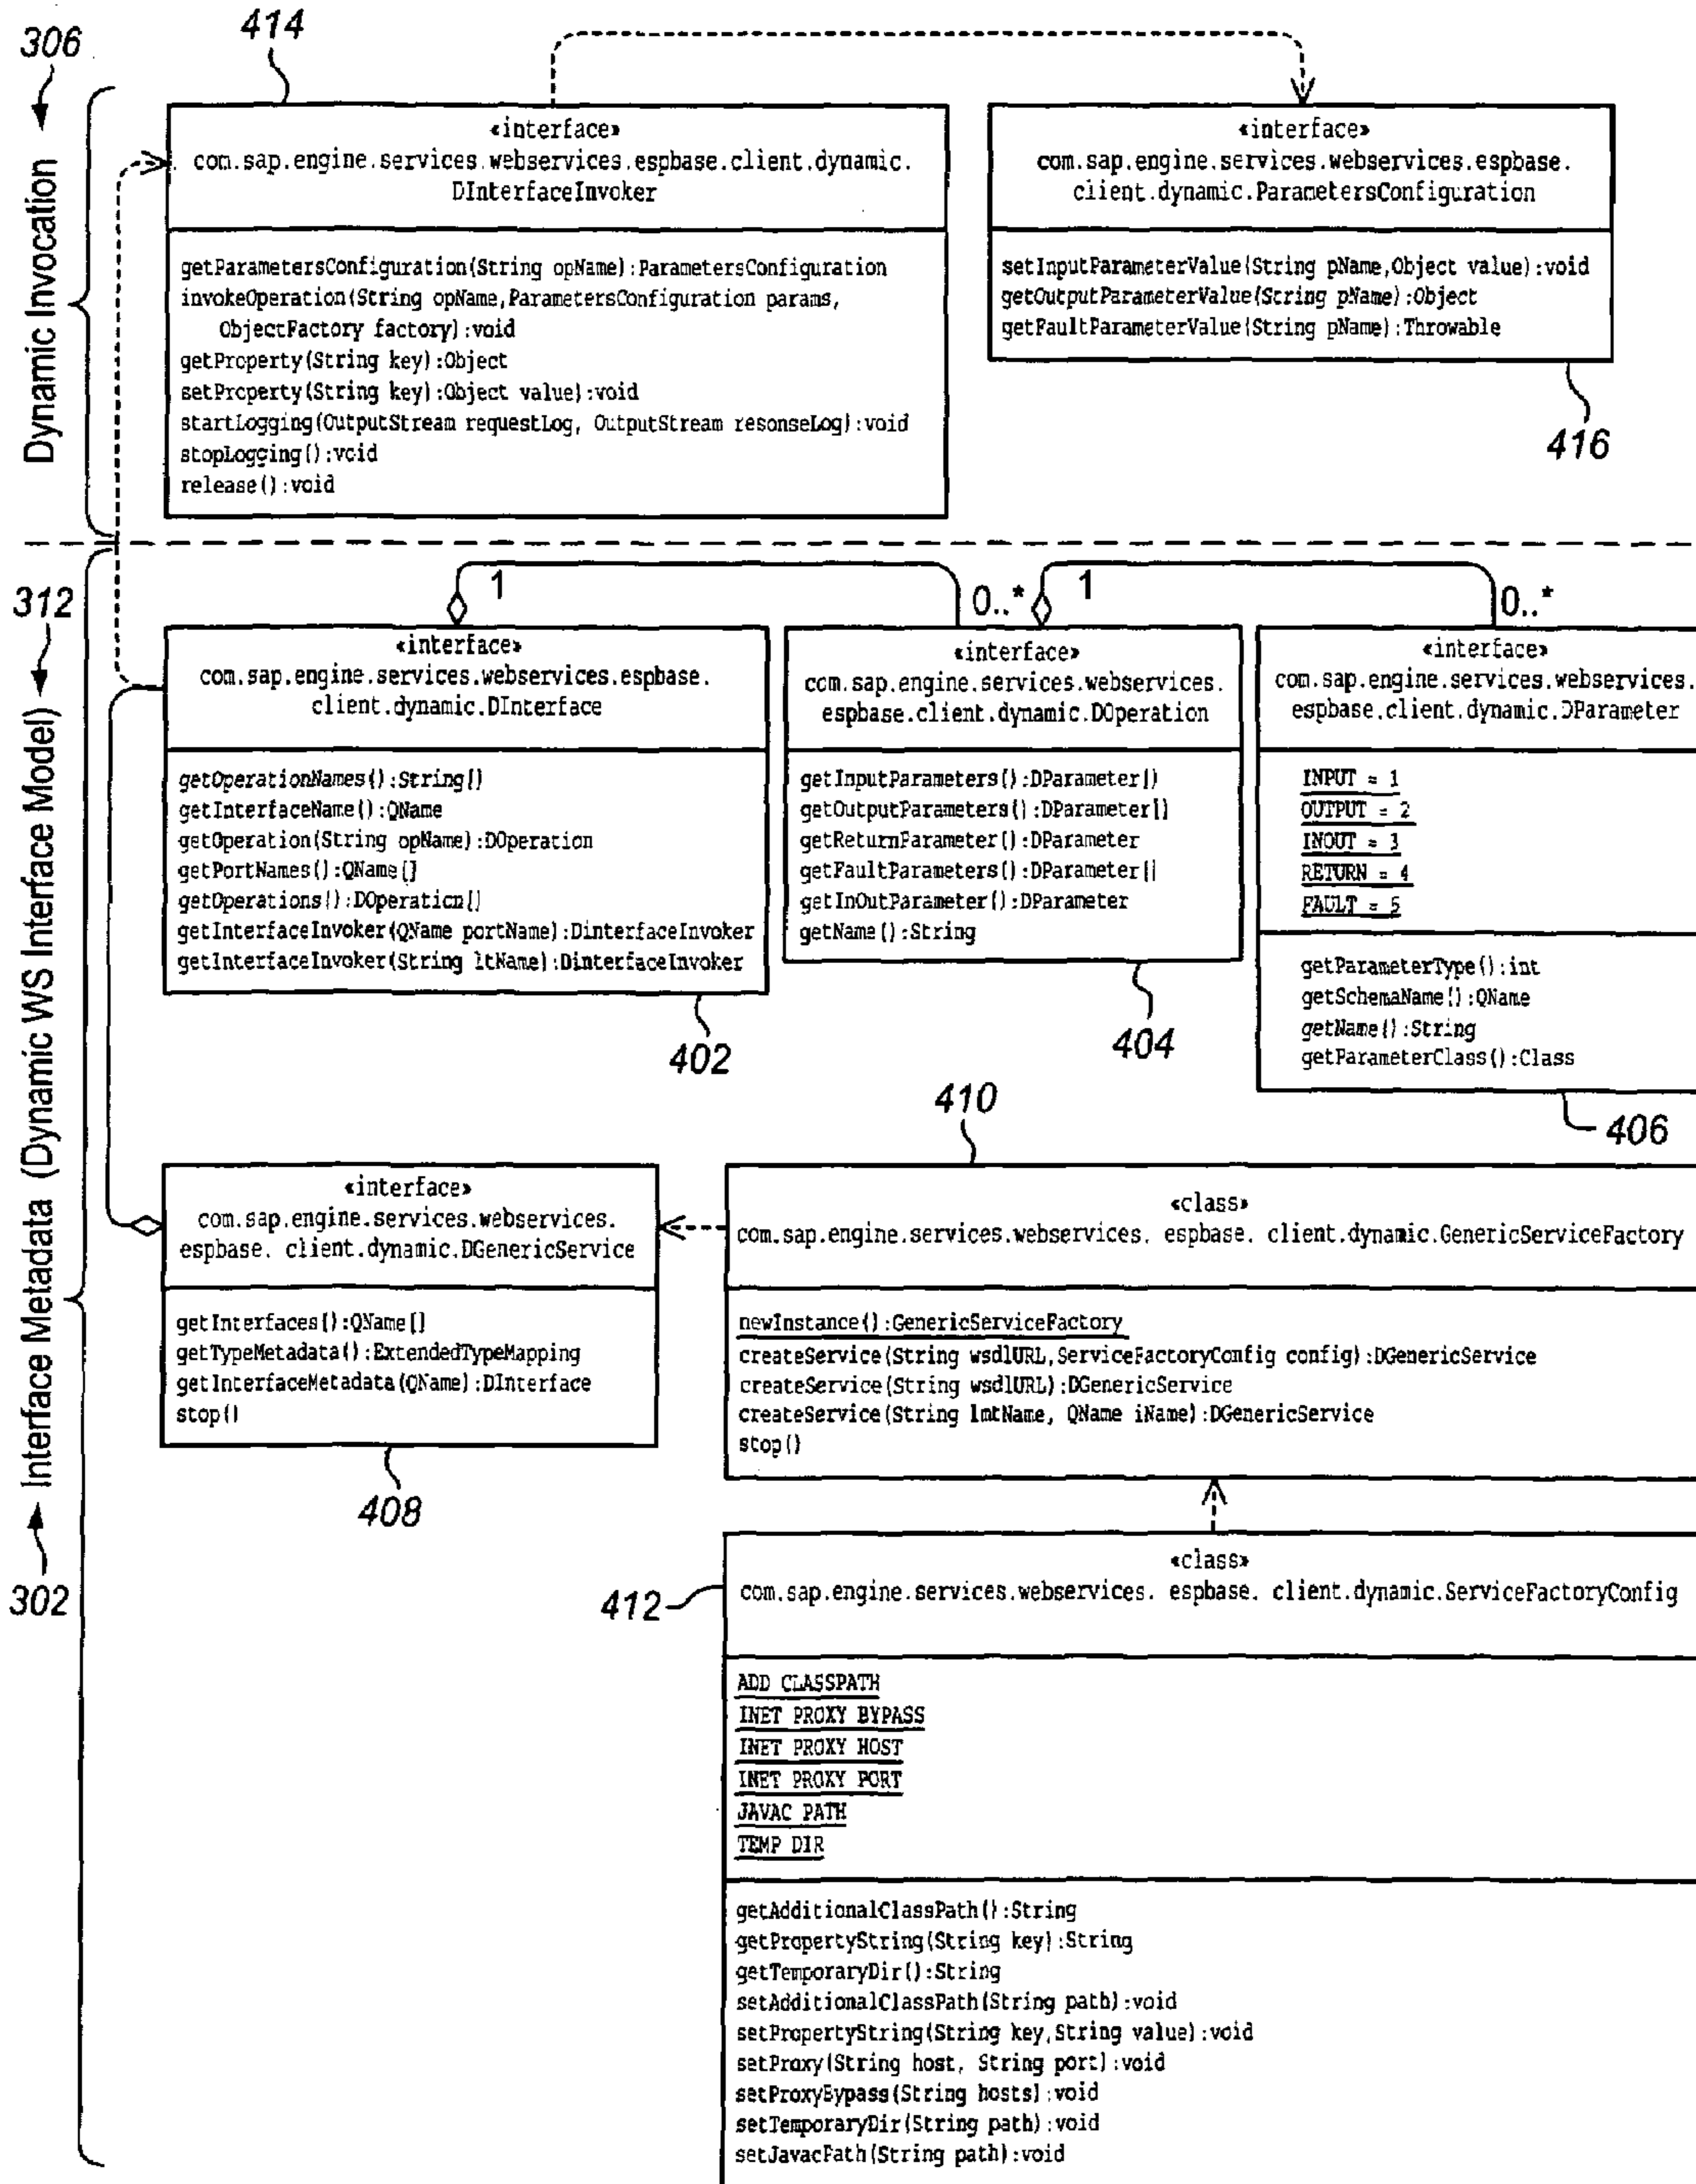 306
Dynamic Invocation
414
«interface»
com.sap.engine.services.webservices.espbase.client.dynamic.
DInterfaceInvoker
getParametersConfiguration(String opName):ParametersConfiguration
invokeOperation(String opName,ParametersConfiguration params,
ObjectFactory factory):void
getProperty(String key):Object
setProperty(String key):Object value):void
startLogging(OutputStream requestLog, OutputStream resonseLog):void
stopLogging():void
release():void
«interface»
com.sap.engine.services.webservices.espbase.
client.dynamic.ParametersConfiguration
setInputParameterValue(String pName,Object value):void
getOutputParameterValue(String pName):Object
getFaultParameterValue(String pName):Throwable
416
312
Interface Metadata (Dynamic WS Interface Model)
302
1
0..*
1
0..*
«interface»
com.sap.engine.services.webservices.espbase.
client.dynamic.DInterface
getOperationNames():String[]
getInterfaceName():QName
getOperation(String opName):DOperation
getPortNames():QName[]
getOperations():DOperation[]
getInterfaceInvoker(QName portName):DinterfaceInvoker
getInterfaceInvoker(String ltName):DinterfaceInvoker
402
«interface»
com.sap.engine.services.webservices.
espbase.client.dynamic.DOperation
getInputParameters():DParameter[]
getOutputParameters():DParameter[]
getReturnParameter():DParameter
getFaultParameters():DParameter[]
getInOutParameter():DParameter
getName():String
404
«interface»
com.sap.engine.services.webservices.
espbase.client.dynamic.DParameter
INPUT = 1
OUTPUT = 2
INOUT = 3
RETURN = 4
FAULT = 5
getParameterType():int
getSchemaName():QName
getName():String
getParameterClass():Class
406
«interface»
com.sap.engine.services.webservices.
espbase. client.dynamic.DGenericService
getInterfaces():QName[]
getTypeMetadata():ExtendedTypeMapping
getInterfaceMetadata(QName):DInterface
stop()
408
410
«class»
com.sap.engine.services.webservices. espbase. client.dynamic.GenericServiceFactory
newInstance():GenericServiceFactory
createService(String wsdlURL,ServiceFactoryConfig config):DGenericService
createService(String wsdlURL):DGenericService
createService(String lmtName, QName iName):DGenericService
stop()
412
«class»
com.sap.engine.services.webservices. espbase. client.dynamic.ServiceFactoryConfig
ADD CLASSPATH
INET PROXY BYPASS
INET PROXY HOST
INET PROXY PORT
JAVAC PATH
TEMP DIR
getAdditionalClassPath():String
getPropertyString(String key):String
getTemporaryDir():String
setAdditionalClassPath(String path):void
setPropertyString(String key,String value):void
setProxy(String host, String port):void
setProxyBypass(String hosts):void
setTemporaryDir(String path):void
setJavacPath(String path):void